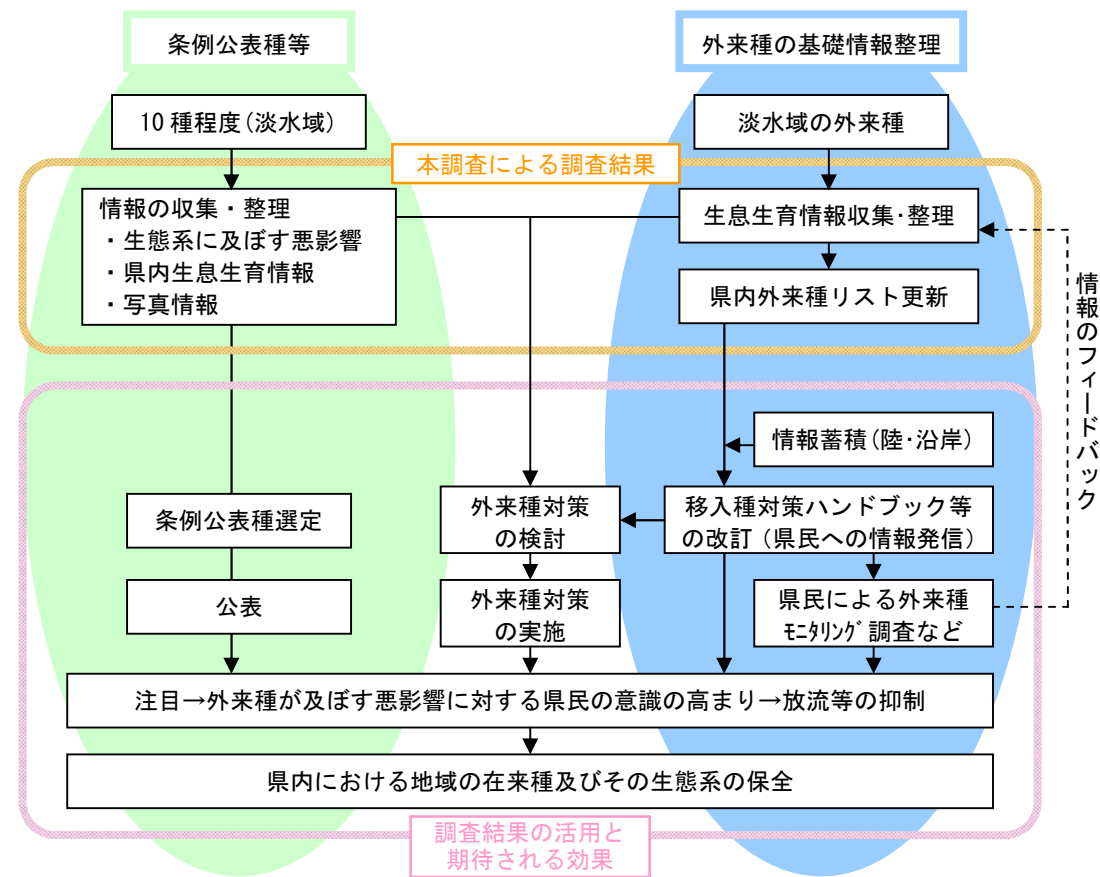 条例公表種等
外来種の基礎情報整理
10種程度(淡水域)
淡水域の外来種
本調査による調査結果
情報の収集・整理
・生態系に及ぼす悪影響
・県内生息生育情報
・写真情報
生息生育情報収集･整理
県内外来種リスト更新
情報のフィードバック
情報蓄積(陸･沿岸)
条例公表種選定
外来種対策
の検討
移入種対策ハンドブック等
の改訂(県民への情報発信)
公表
外来種対策
の実施
県民による外来種
ﾓﾆﾀﾘﾝｸﾞ調査など
注目→外来種が及ぼす悪影響に対する県民の意識の高まり→放流等の抑制
県内における地域の在来種及びその生態系の保全
調査結果の活用と
期待される効果